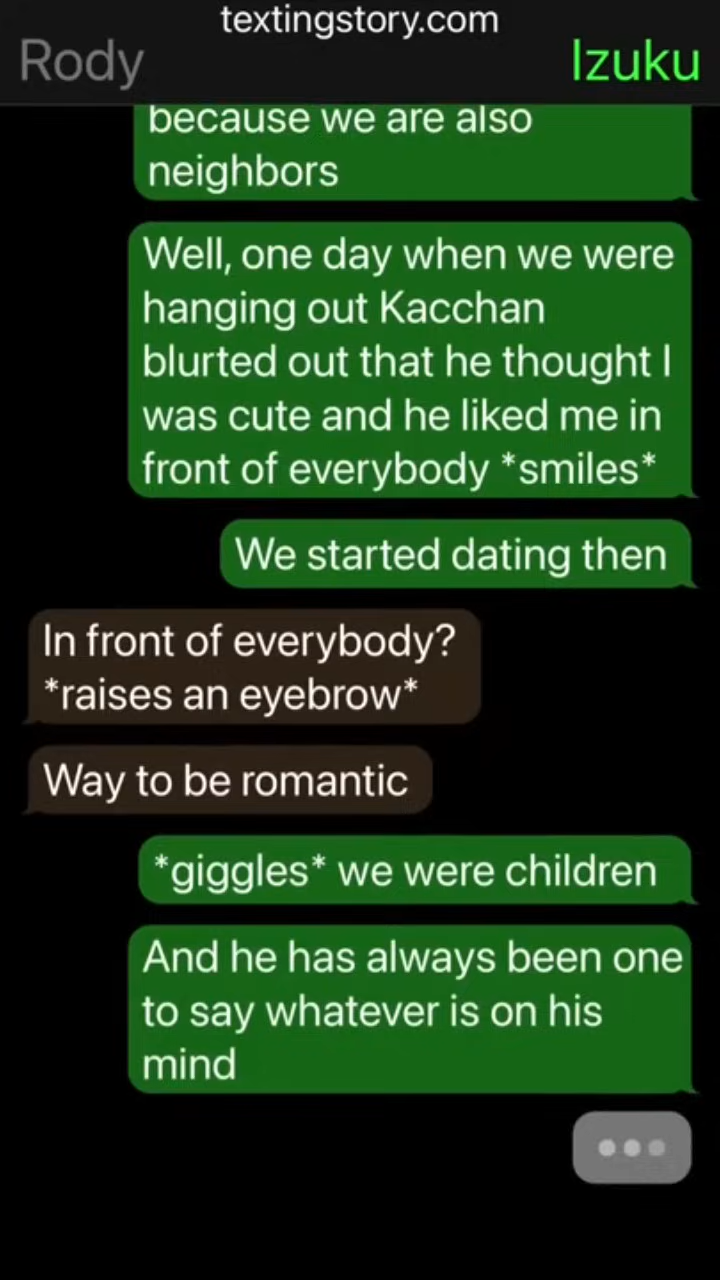 textingstory.com
Rody
Izuku
because we are also
neighbors
Well, one day when we were
hanging out Kacchan
blurted out that he thought I
was cute and he liked me in
front of everybody *smiles*
We started dating then
In front of everybody?
*raises an eyebrow*
Way to be romantic
*giggles* we were children
And he has always been one
to say whatever is on his
mind